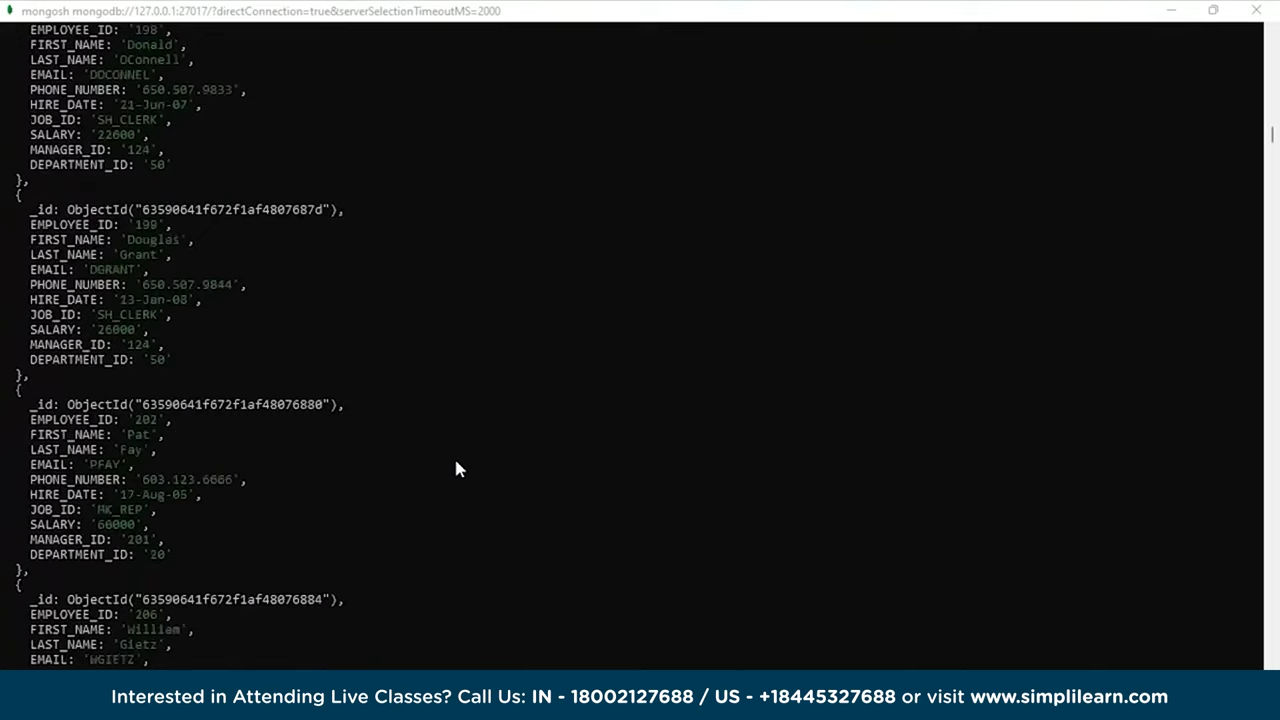 mongosh mongodb://127.0.0.1:27017/?directConnection=true&serverSelectionTimeoutMS=2000
EMPLOYEE_ID: '198',
FIRST_NAME: 'Donald',
LAST_NAME: 'OConnell',
EMAIL: 'DOCONNEL',
PHONE_NUMBER: '650.507.9833',
HIRE_DATE: '21-Jun-07',
JOB_ID: 'SH_CLERK',
SALARY: '22600',
MANAGER_ID: '124',
DEPARTMENT_ID: '50'
},
{
_id: ObjectId("63590641f672f1af4807687d"),
EMPLOYEE_ID: '199',
FIRST_NAME: 'Douglas',
LAST_NAME: 'Grant',
EMAIL: 'DGRANT',
PHONE_NUMBER: '650.507.9844',
HIRE_DATE: '13-Jan-08',
JOB_ID: 'SH_CLERK',
SALARY: '26000',
MANAGER_ID: '124',
DEPARTMENT_ID: '50'
},
{
_id: ObjectId("63590641f672f1af48076880"),
EMPLOYEE_ID: '202',
FIRST_NAME: 'Pat',
LAST_NAME: 'Fay',
EMAIL: 'PFAY',
PHONE_NUMBER: '603.123.6666',
HIRE_DATE: '17-Aug-05',
JOB_ID: 'MK_REP',
SALARY: '60000',
MANAGER_ID: '201',
DEPARTMENT_ID: '20'
},
{
_id: ObjectId("63590641f672f1af48076884"),
EMPLOYEE_ID: '206',
FIRST_NAME: 'William',
LAST_NAME: 'Gietz',
EMAIL: 'WGIETZ',
Interested in Attending Live Classes? Call Us: IN - 18002127688 / US - +18445327688 or visit www.simplilearn.com